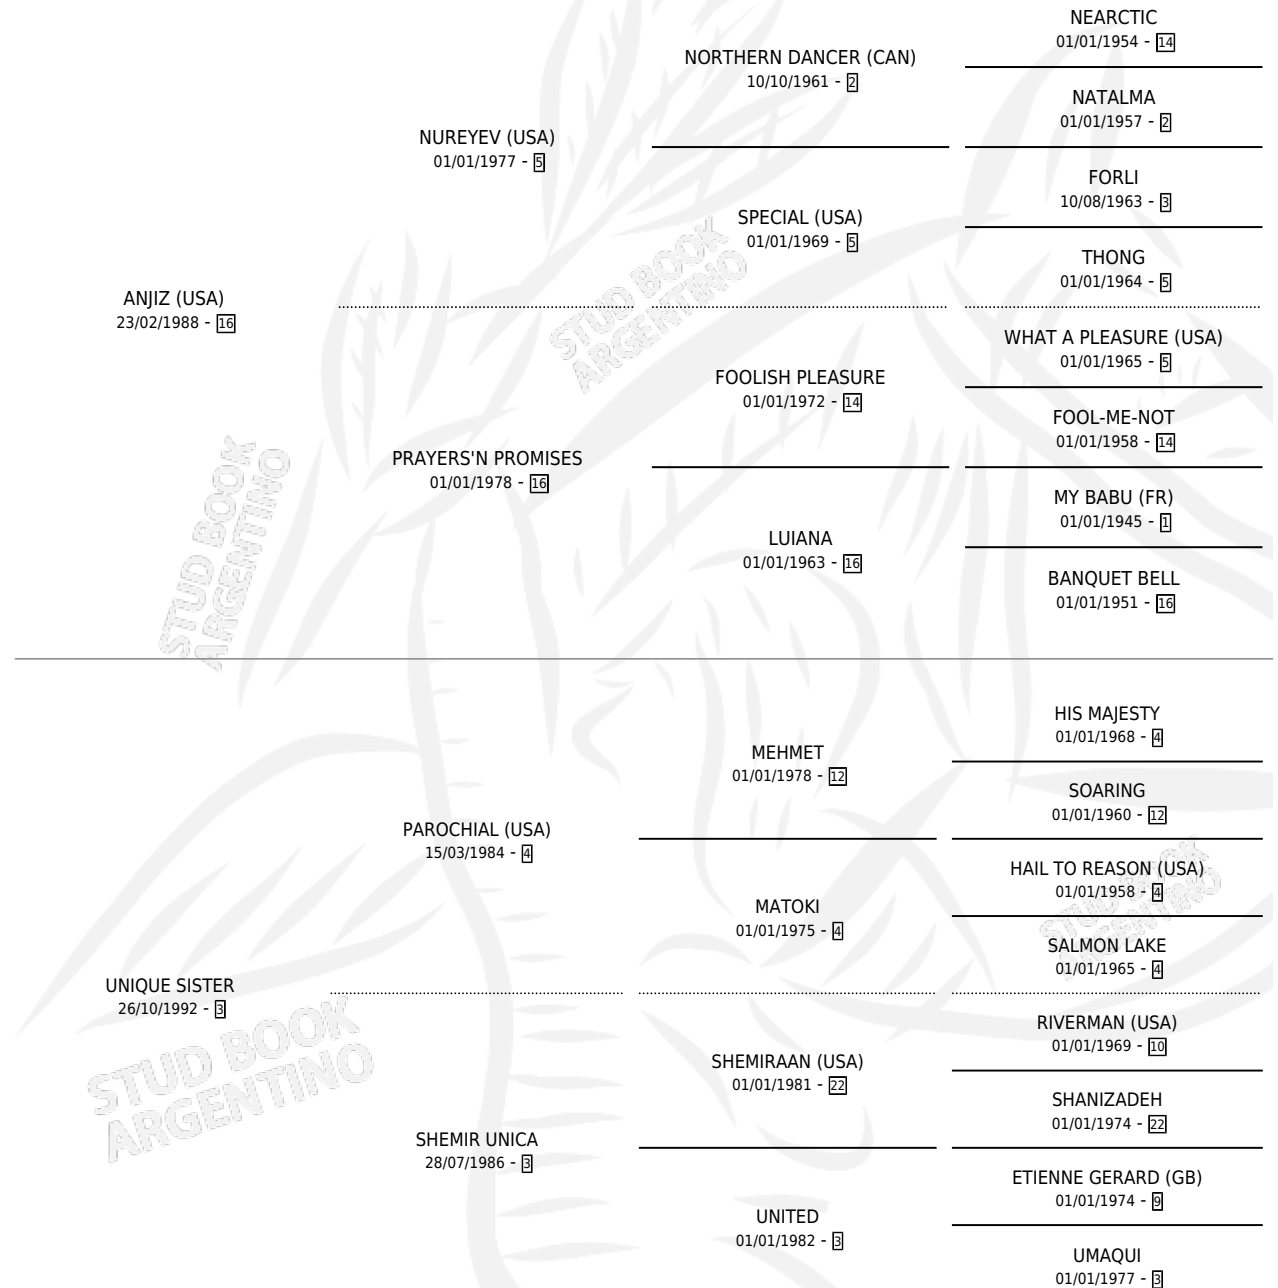 NEARCTIC
01/01/1954 - 14
NORTHERN DANCER (CAN)
10/10/1961 - 2
NATALMA
01/01/1957 - 2
NUREYEV (USA)
01/01/1977 - 5
FORLI
10/08/1963 - 3
SPECIAL (USA)
01/01/1969 - 5
THONG
01/01/1964 - 5
ANJIZ (USA)
23/02/1988 - 16
STUD BOOK
ARGENTINO
WHAT A PLEASURE (USA)
01/01/1965 - 5
FOOLISH PLEASURE
01/01/1972 - 14
FOOL-ME-NOT
01/01/1958 - 14
PRAYERS'N PROMISES
01/01/1978 - 16
MY BABU (FR)
01/01/1945 - 1
LUIANA
01/01/1963 - 16
BANQUET BELL
01/01/1951 - 16
STUD BOOK
ARGENTINO
HIS MAJESTY
01/01/1968 - 4
MEHMET
01/01/1978 - 12
SOARING
01/01/1960 - 12
PAROCHIAL (USA)
15/03/1984 - 4
HAIL TO REASON (USA)
01/01/1958 - 4
MATOKI
01/01/1975 - 4
STUD BOOK
ARGENTINO
SALMON LAKE
01/01/1965 - 4
UNIQUE SISTER
26/10/1992 - 3
STUD BOOK
ARGENTINO
RIVERMAN (USA)
01/01/1969 - 10
SHEMIRAAN (USA)
01/01/1981 - 22
SHANIZADEH
01/01/1974 - 22
SHEMIR UNICA
28/07/1986 - 3
ETIENNE GERARD (GB)
01/01/1974 - 9
UNITED
01/01/1982 - 3
UMAQUI
01/01/1977 - 3